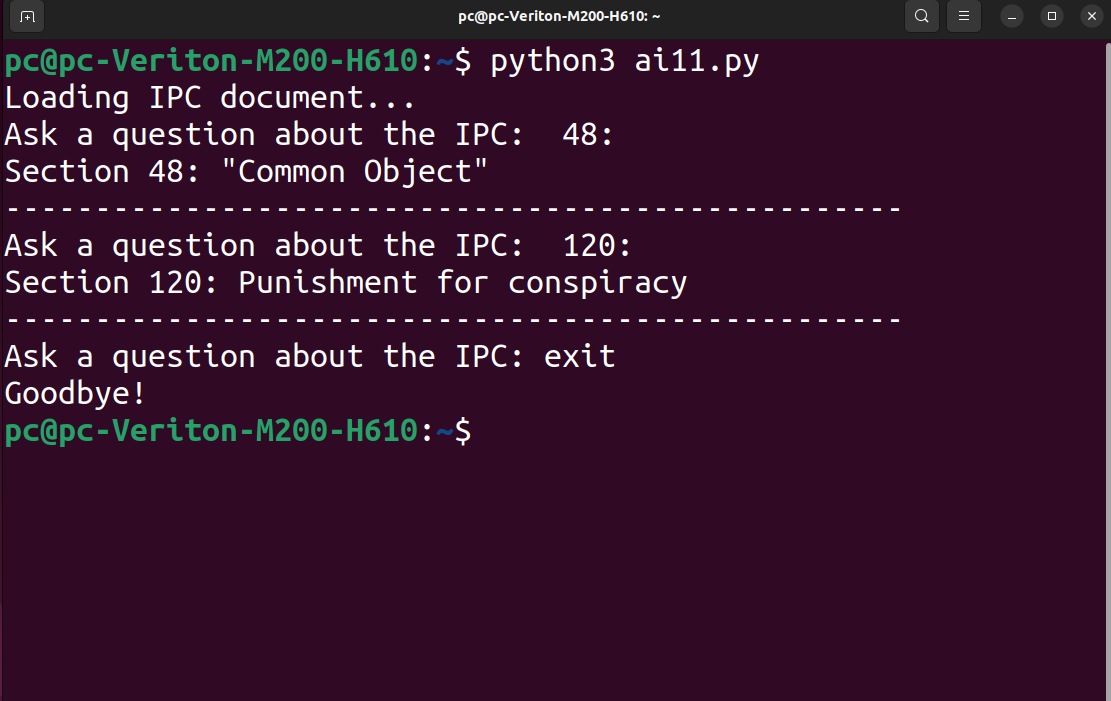 pc@pc-Veriton-M200-H610: ~
pc@pc-Veriton-M200-H610:~$ python3 ai11.py
Loading IPC document...
Ask a question about the IPC:  48:
Section 48: "Common Object"
--------------------------------------------------
Ask a question about the IPC:  120:
Section 120: Punishment for conspiracy
--------------------------------------------------
Ask a question about the IPC: exit
Goodbye!
pc@pc-Veriton-M200-H610:~$